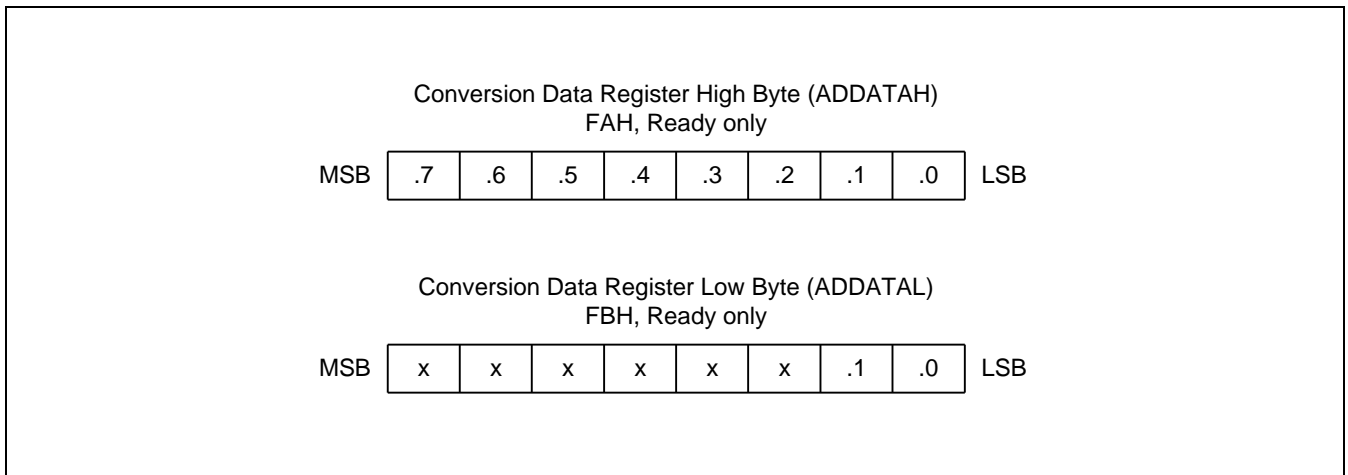 Conversion Data Register High Byte (ADDATAH)
FAH, Ready only
MSB .7 .6 .5 .4 .3 .2 .1 .0 LSB
Conversion Data Register Low Byte (ADDATAL)
FBH, Ready only
MSB x x x x x x .1 .0 LSB